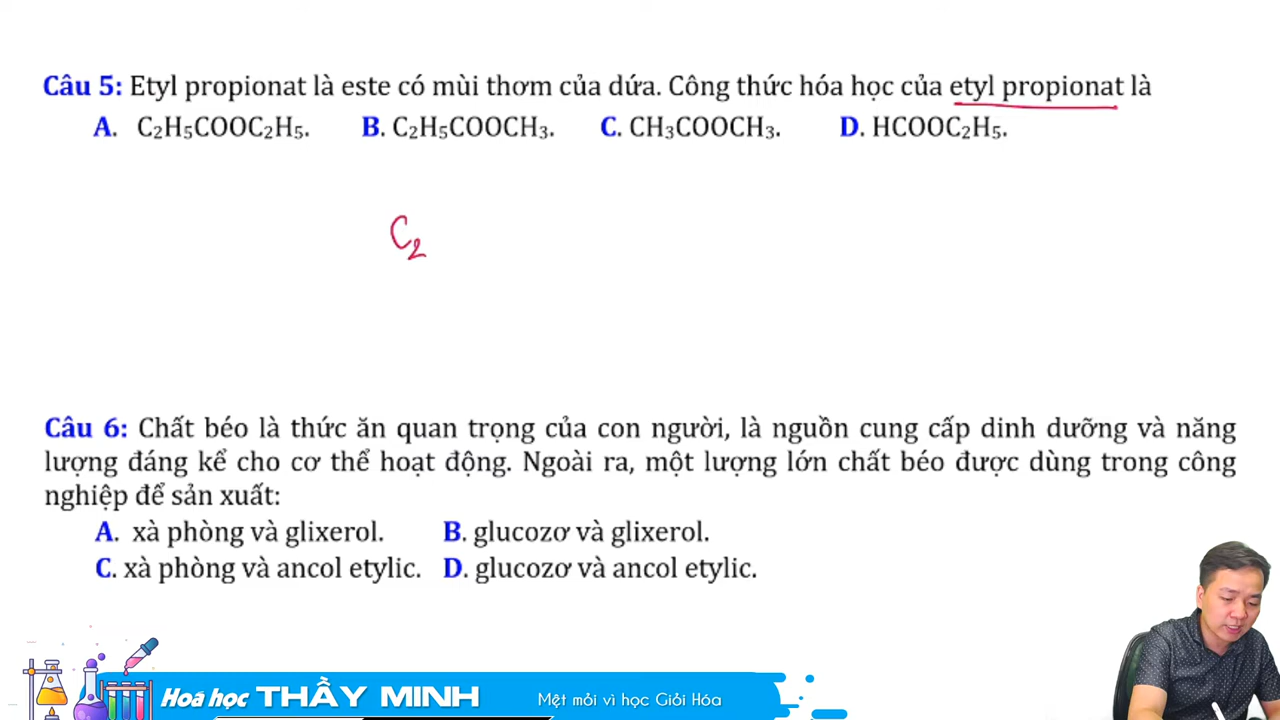 Câu 5: Etyl propionat là este có mùi thơm của dứa. Công thức hóa học của etyl propionat là
A. C₂H₅COOC₂H₅. B. C₂H₅COOCH₃. C. CH₃COOCH₃. D. HCOOC₂H₅.
C₂
Câu 6: Chất béo là thức ăn quan trọng của con người, là nguồn cung cấp dinh dưỡng và năng
lượng đáng kể cho cơ thể hoạt động. Ngoài ra, một lượng lớn chất béo được dùng trong công
nghiệp để sản xuất:
A. xà phòng và glixerol. B. glucozơ và glixerol.
C. xà phòng và ancol etylic. D. glucozơ và ancol etylic.
Hoá học THẦY MINH Mệt mỏi vì học Giỏi Hóa